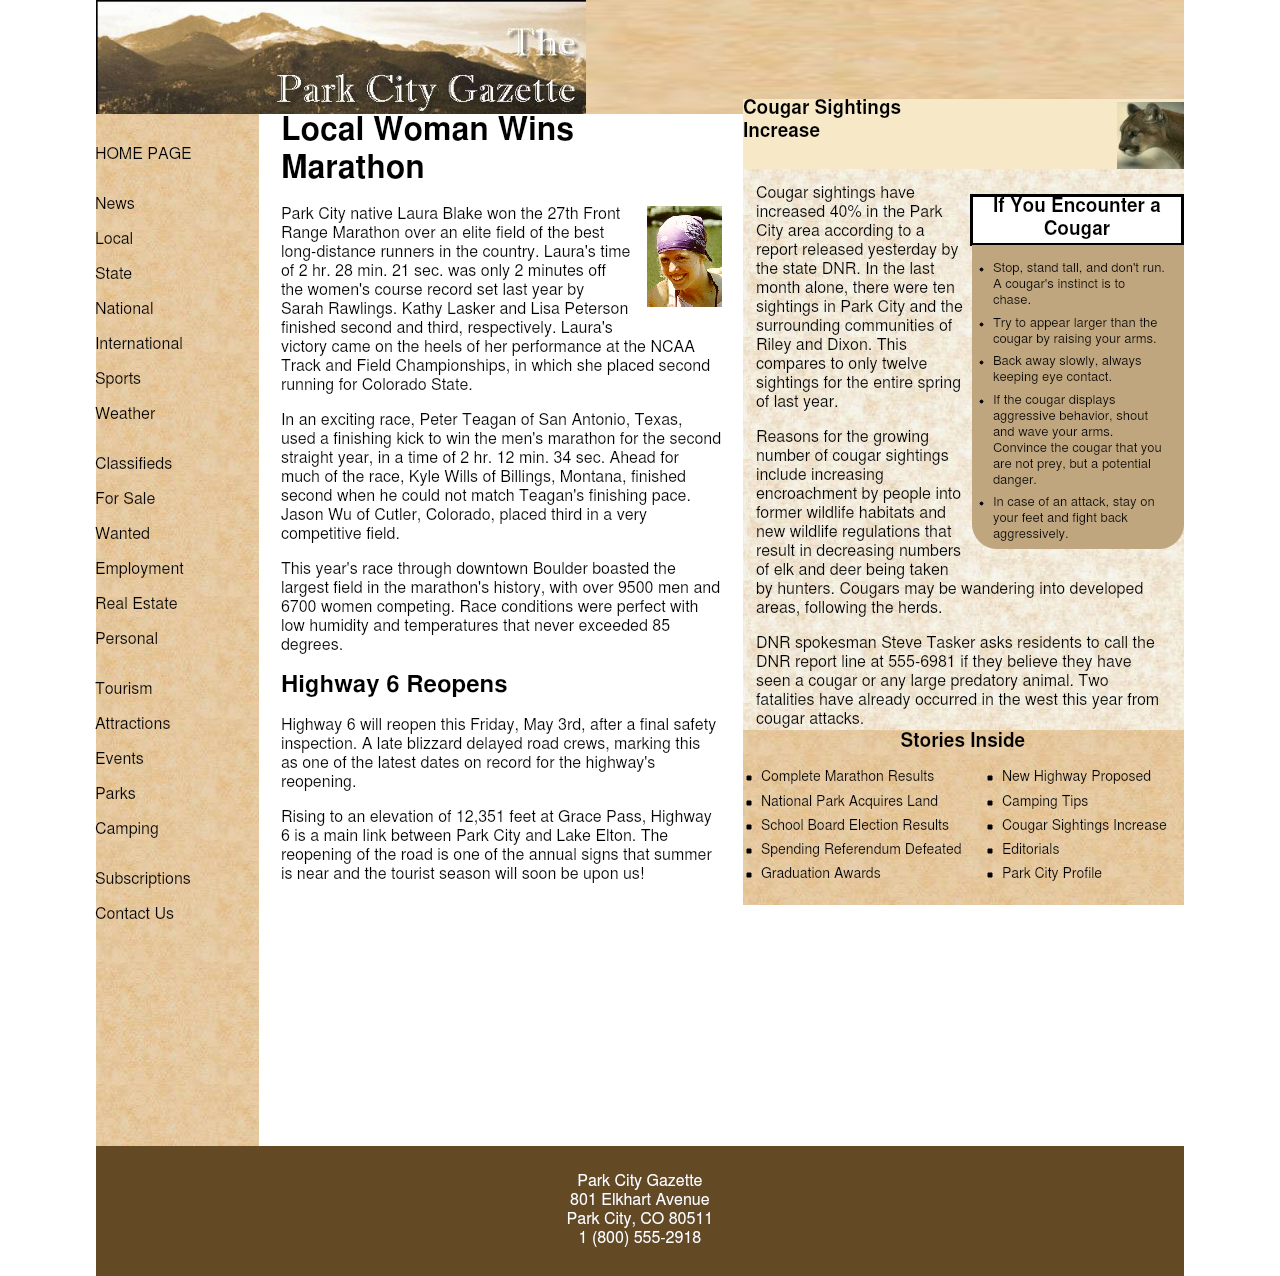 The
Park City Gazette
HOME PAGE
News
Local
State
National
International
Sports
Weather
Classifieds
For Sale
Wanted
Employment
Real Estate
Personal
Tourism
Attractions
Events
Parks
Camping
Subscriptions
Contact Us
Local Woman Wins
Marathon
Park City native Laura Blake won the 27th Front
Range Marathon over an elite field of the best
long-distance runners in the country. Laura's time
of 2 hr. 28 min. 21 sec. was only 2 minutes off
the women's course record set last year by
Sarah Rawlings. Kathy Lasker and Lisa Peterson
finished second and third, respectively. Laura's
victory came on the heels of her performance at the NCAA
Track and Field Championships, in which she placed second
running for Colorado State.
In an exciting race, Peter Teagan of San Antonio, Texas,
used a finishing kick to win the men's marathon for the second
straight year, in a time of 2 hr. 12 min. 34 sec. Ahead for
much of the race, Kyle Wills of Billings, Montana, finished
second when he could not match Teagan's finishing pace.
Jason Wu of Cutler, Colorado, placed third in a very
competitive field.
This year's race through downtown Boulder boasted the
largest field in the marathon's history, with over 9500 men and
6700 women competing. Race conditions were perfect with
low humidity and temperatures that never exceeded 85
degrees.
Highway 6 Reopens
Highway 6 will reopen this Friday, May 3rd, after a final safety
inspection. A late blizzard delayed road crews, marking this
as one of the latest dates on record for the highway's
reopening.
Rising to an elevation of 12,351 feet at Grace Pass, Highway
6 is a main link between Park City and Lake Elton. The
reopening of the road is one of the annual signs that summer
is near and the tourist season will soon be upon us!
Cougar Sightings
Increase
Cougar sightings have
increased 40% in the Park
City area according to a
report released yesterday by
the state DNR. In the last
month alone, there were ten
sightings in Park City and the
surrounding communities of
Riley and Dixon. This
compares to only twelve
sightings for the entire spring
of last year.
Reasons for the growing
number of cougar sightings
include increasing
encroachment by people into
former wildlife habitats and
new wildlife regulations that
result in decreasing numbers
of elk and deer being taken
by hunters. Cougars may be wandering into developed
areas, following the herds.
DNR spokesman Steve Tasker asks residents to call the
DNR report line at 555-6981 if they believe they have
seen a cougar or any large predatory animal. Two
fatalities have already occurred in the west this year from
cougar attacks.
If You Encounter a
Cougar
Stop, stand tall, and don't run.
A cougar's instinct is to
chase.
Try to appear larger than the
cougar by raising your arms.
Back away slowly, always
keeping eye contact.
If the cougar displays
aggressive behavior, shout
and wave your arms.
Convince the cougar that you
are not prey, but a potential
danger.
In case of an attack, stay on
your feet and fight back
aggressively.
Stories Inside
Complete Marathon Results
National Park Acquires Land
School Board Election Results
Spending Referendum Defeated
Graduation Awards
New Highway Proposed
Camping Tips
Cougar Sightings Increase
Editorials
Park City Profile
Park City Gazette
801 Elkhart Avenue
Park City, CO 80511
1 (800) 555-2918